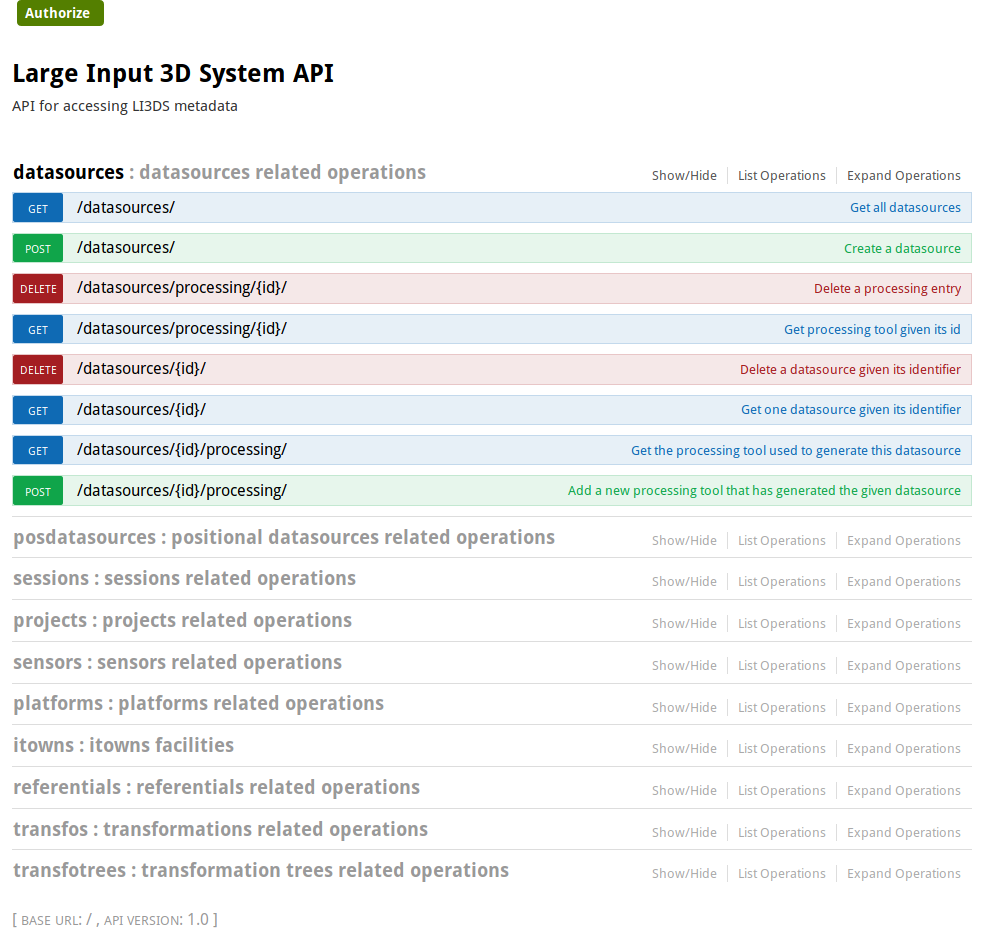 Authorize
Large Input 3D System API
API for accessing LI3DS metadata
datasources : datasources related operations Show/Hide List Operations Expand Operations
GET /datasources/ Get all datasources
POST /datasources/ Create a datasource
DELETE /datasources/processing/{id}/ Delete a processing entry
GET /datasources/processing/{id}/ Get processing tool given its id
DELETE /datasources/{id}/ Delete a datasource given its identifier
GET /datasources/{id}/ Get one datasource given its identifier
GET /datasources/{id}/processing/ Get the processing tool used to generate this datasource
POST /datasources/{id}/processing/ Add a new processing tool that has generated the given datasource
posdatasources : positional datasources related operations Show/Hide List Operations Expand Operations
sessions : sessions related operations Show/Hide List Operations Expand Operations
projects : projects related operations Show/Hide List Operations Expand Operations
sensors : sensors related operations Show/Hide List Operations Expand Operations
platforms : platforms related operations Show/Hide List Operations Expand Operations
itowns : itowns facilities Show/Hide List Operations Expand Operations
referentials : referentials related operations Show/Hide List Operations Expand Operations
transfos : transformations related operations Show/Hide List Operations Expand Operations
transfotrees : transformation trees related operations Show/Hide List Operations Expand Operations
[ BASE URL: / , API VERSION: 1.0 ]